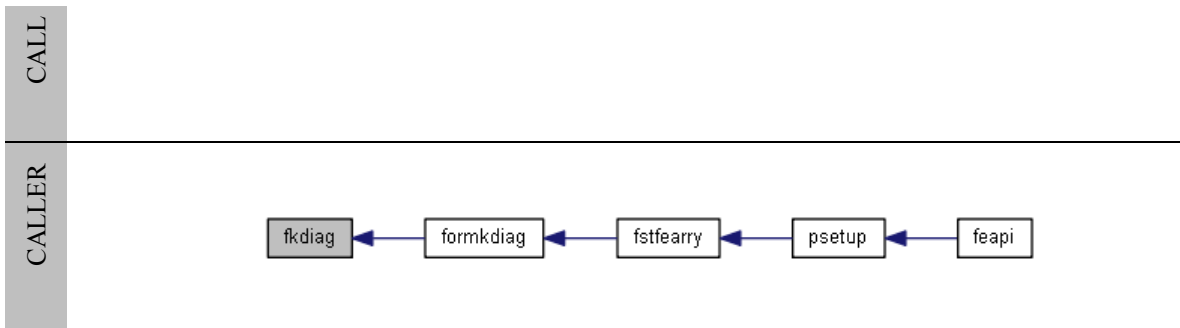 CALL
CALLER
fkdiag
formkdiag
fstfearry
psetup
feapi